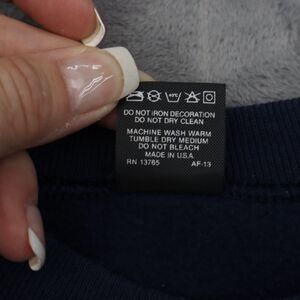 DO NOT IRON DECORATION
DO NOT DRY CLEAN
MACHINE WASH WARM
TUMBLE DRY MEDIUM
DO NOT BLEACH
MADE IN U.S.A.
RN 13765 AF-13